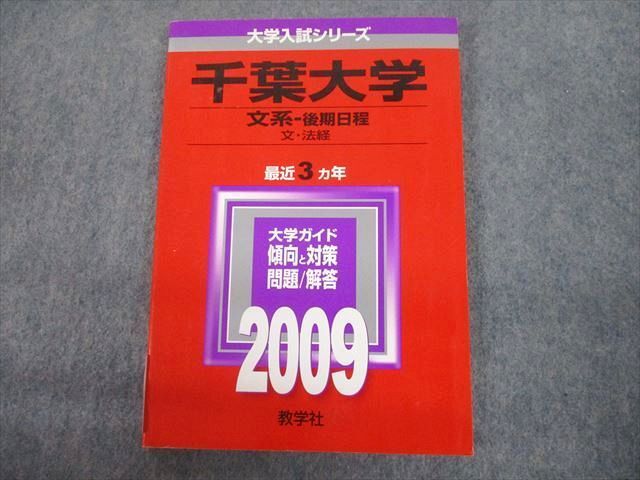 大学入試シリーズ
千葉大学
文系-後期日程
文・法経
最近3ヵ年
大学ガイド
傾向と対策
問題/解答
2009
教学社